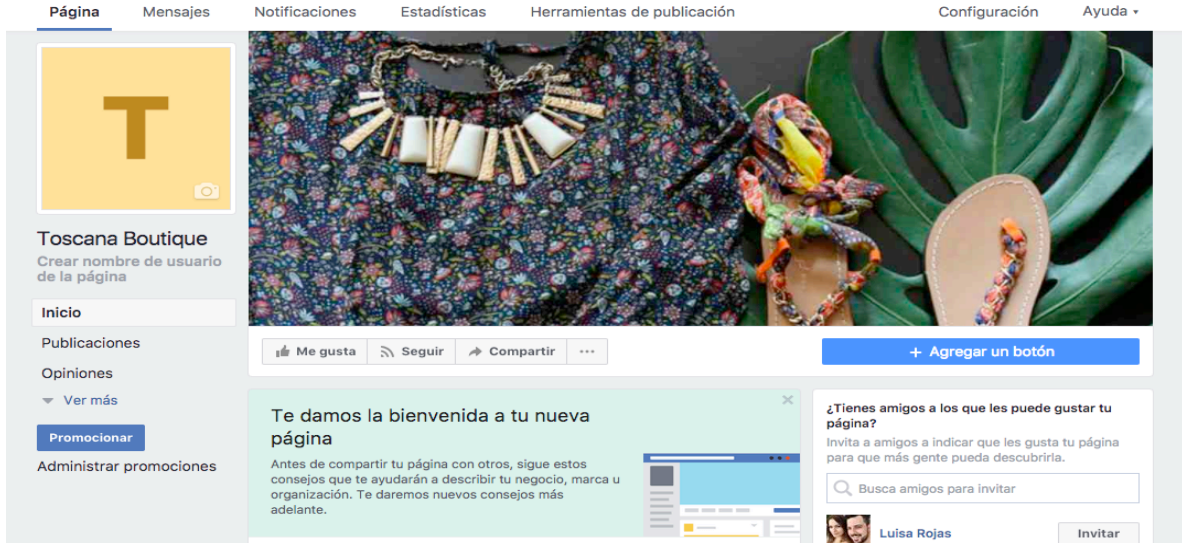 Página Mensajes Notificaciones Estadísticas Herramientas de publicación Configuración Ayuda
T
Toscana Boutique
Crear nombre de usuario
de la página
Inicio
Publicaciones
Opiniones
Ver más
Promocionar
Administrar promociones
Me gusta Seguir Compartir ...
+ Agregar un botón
Te damos la bienvenida a tu nueva
página
Antes de compartir tu página con otros, sigue estos
consejos que te ayudarán a describir tu negocio, marca u
organización. Te daremos nuevos consejos más
adelante.
¿Tienes amigos a los que les puede gustar tu
página?
Invita a amigos a indicar que les gusta tu página
para que más gente pueda descubrirla.
Busca amigos para invitar
Luisa Rojas Invitar